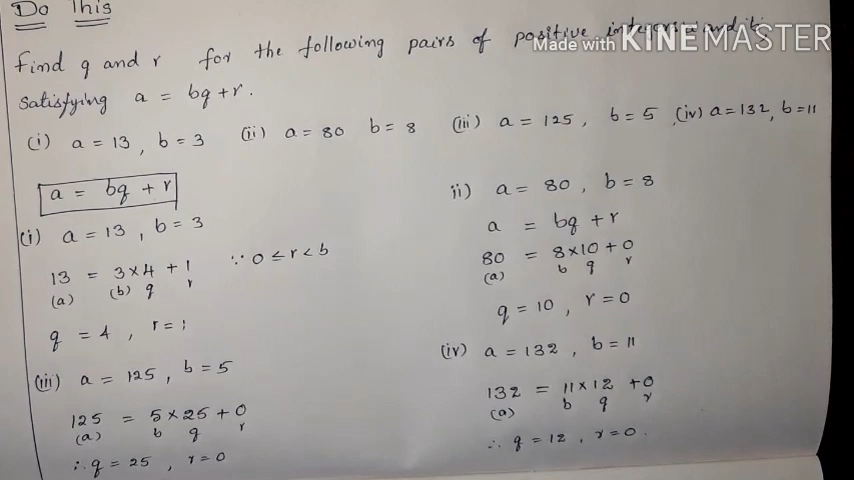 Do This
Made with KINEMASTER
Find q and r for the following pairs of positive
satisfying a = bq + r.
(i) a = 13, b = 3 (ii) a = 80 b = 8 (iii) a = 125, b = 5, (iv) a = 132, b = 11
a = bq + r
(i) a = 13, b = 3
13 = 3 × 4 + 1 ∵ 0 ≤ r < b
(a) (b) q r
q = 4, r = 1
ii) a = 80, b = 8
a = bq + r
80 = 8 × 10 + 0
(a) b q r
q = 10, r = 0
(iii) a = 125, b = 5
125 = 5 × 25 + 0
(a) b q r
∴ q = 25, r = 0
(iv) a = 132, b = 11
132 = 11 × 12 + 0
(a) b q r
∴ q = 12, r = 0.